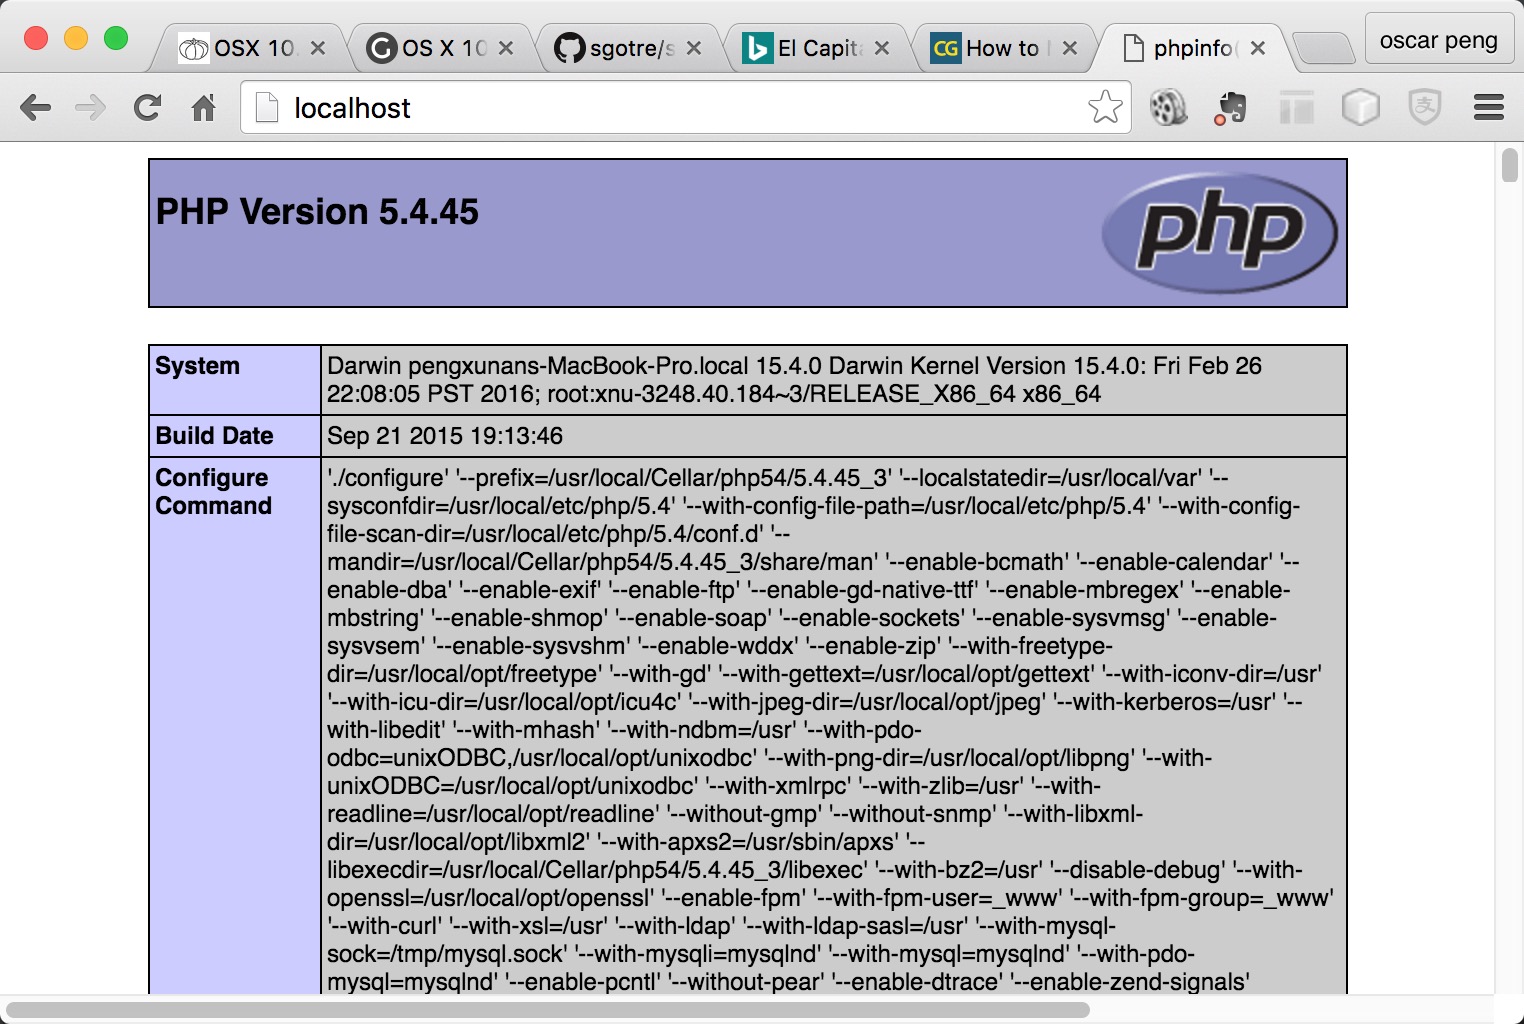 OSX 10.
OS X 10
sgotre/s
El Capit
How to
phpinfo(
oscar peng
localhost
PHP Version 5.4.45
php
System
Darwin pengxunans-MacBook-Pro.local 15.4.0 Darwin Kernel Version 15.4.0: Fri Feb 26
22:08:05 PST 2016; root:xnu-3248.40.184~3/RELEASE_X86_64 x86_64
Build Date
Sep 21 2015 19:13:46
Configure
Command
'./configure' '--prefix=/usr/local/Cellar/php54/5.4.45_3' '--localstatedir=/usr/local/var' '--
sysconfdir=/usr/local/etc/php/5.4' '--with-config-file-path=/usr/local/etc/php/5.4' '--with-config-
file-scan-dir=/usr/local/etc/php/5.4/conf.d' '--
mandir=/usr/local/Cellar/php54/5.4.45_3/share/man' '--enable-bcmath' '--enable-calendar' '--
enable-dba' '--enable-exif' '--enable-ftp' '--enable-gd-native-ttf' '--enable-mbregex' '--enable-
mbstring' '--enable-shmop' '--enable-soap' '--enable-sockets' '--enable-sysvmsg' '--enable-
sysvsem' '--enable-sysvshm' '--enable-wddx' '--enable-zip' '--with-freetype-
dir=/usr/local/opt/freetype' '--with-gd' '--with-gettext=/usr/local/opt/gettext' '--with-iconv-dir=/usr'
'--with-icu-dir=/usr/local/opt/icu4c' '--with-jpeg-dir=/usr/local/opt/jpeg' '--with-kerberos=/usr' '--
with-libedit' '--with-mhash' '--with-ndbm=/usr' '--with-pdo-
odbc=unixODBC,/usr/local/opt/unixodbc' '--with-png-dir=/usr/local/opt/libpng' '--with-
unixODBC=/usr/local/opt/unixodbc' '--with-xmlrpc' '--with-zlib=/usr' '--with-
readline=/usr/local/opt/readline' '--without-gmp' '--without-snmp' '--with-libxml-
dir=/usr/local/opt/libxml2' '--with-apxs2=/usr/sbin/apxs' '--
libexecdir=/usr/local/Cellar/php54/5.4.45_3/libexec' '--with-bz2=/usr' '--disable-debug' '--with-
openssl=/usr/local/opt/openssl' '--enable-fpm' '--with-fpm-user=_www' '--with-fpm-group=_www'
'--with-curl' '--with-xsl=/usr' '--with-ldap' '--with-ldap-sasl=/usr' '--with-mysql-
sock=/tmp/mysql.sock' '--with-mysqli=mysqlnd' '--with-mysql=mysqlnd' '--with-pdo-
mysql=mysqlnd' '--enable-pcntl' '--without-pear' '--enable-dtrace' '--enable-zend-signals'